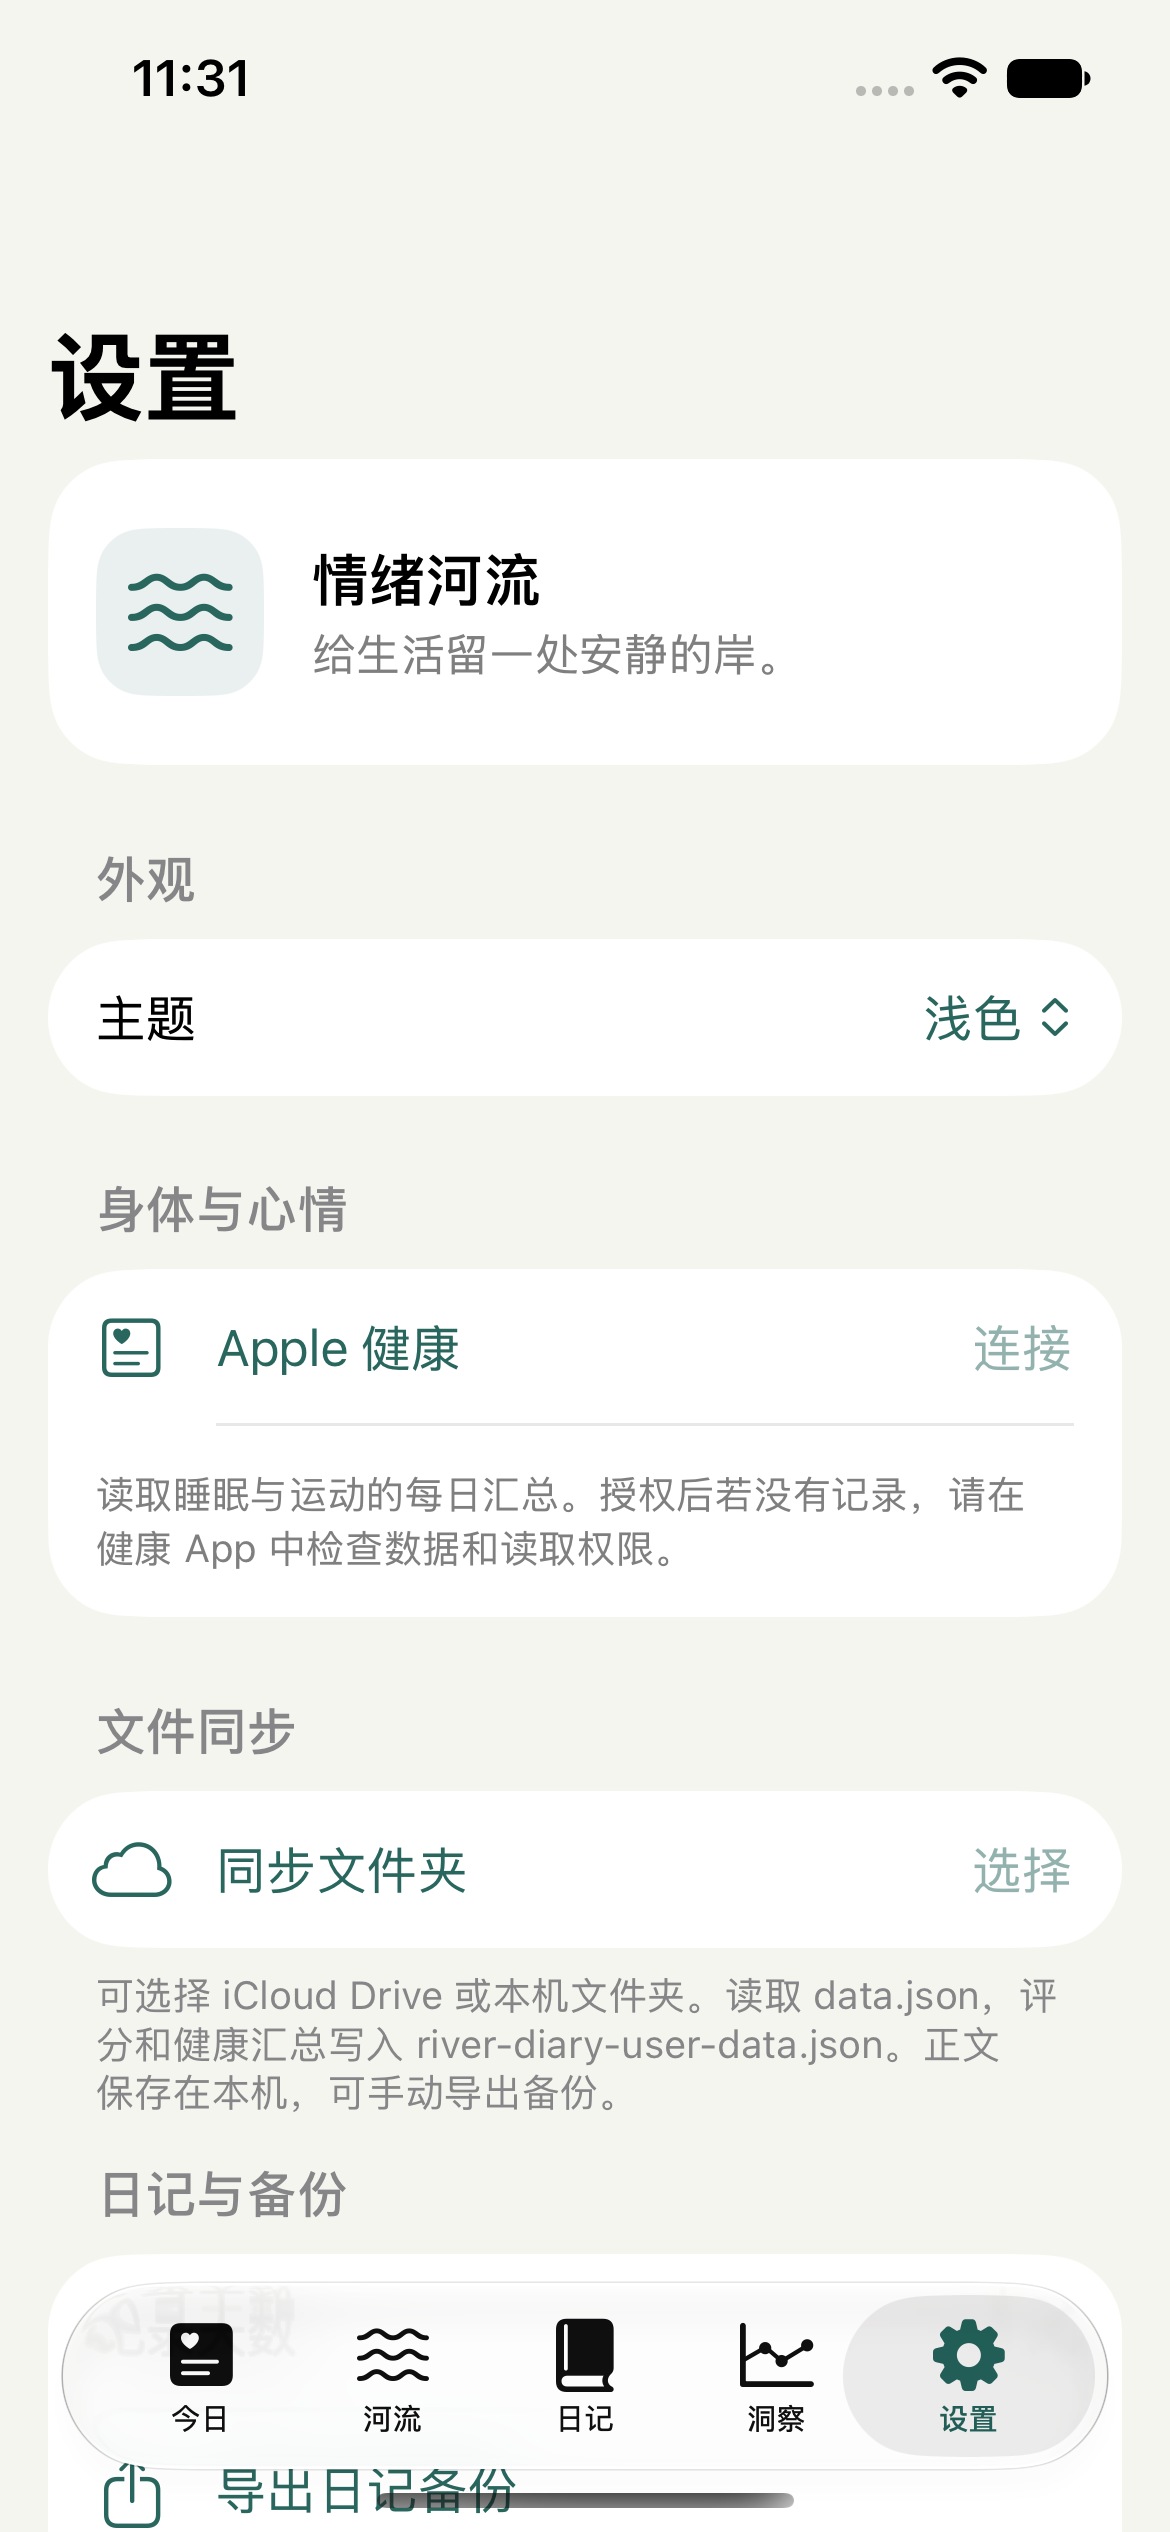 11:31
设置
情绪河流
给生活留一处安静的岸。
外观
主题
浅色
身体与心情
Apple 健康
连接
读取睡眠与运动的每日汇总。授权后若没有记录，请在
健康 App 中检查数据和读取权限。
文件同步
同步文件夹
选择
可选择 iCloud Drive 或本机文件夹。读取 data.json，评
分和健康汇总写入 river-diary-user-data.json。正文
保存在本机，可手动导出备份。
日记与备份
今日
河流
日记
洞察
设置
导出日记备份